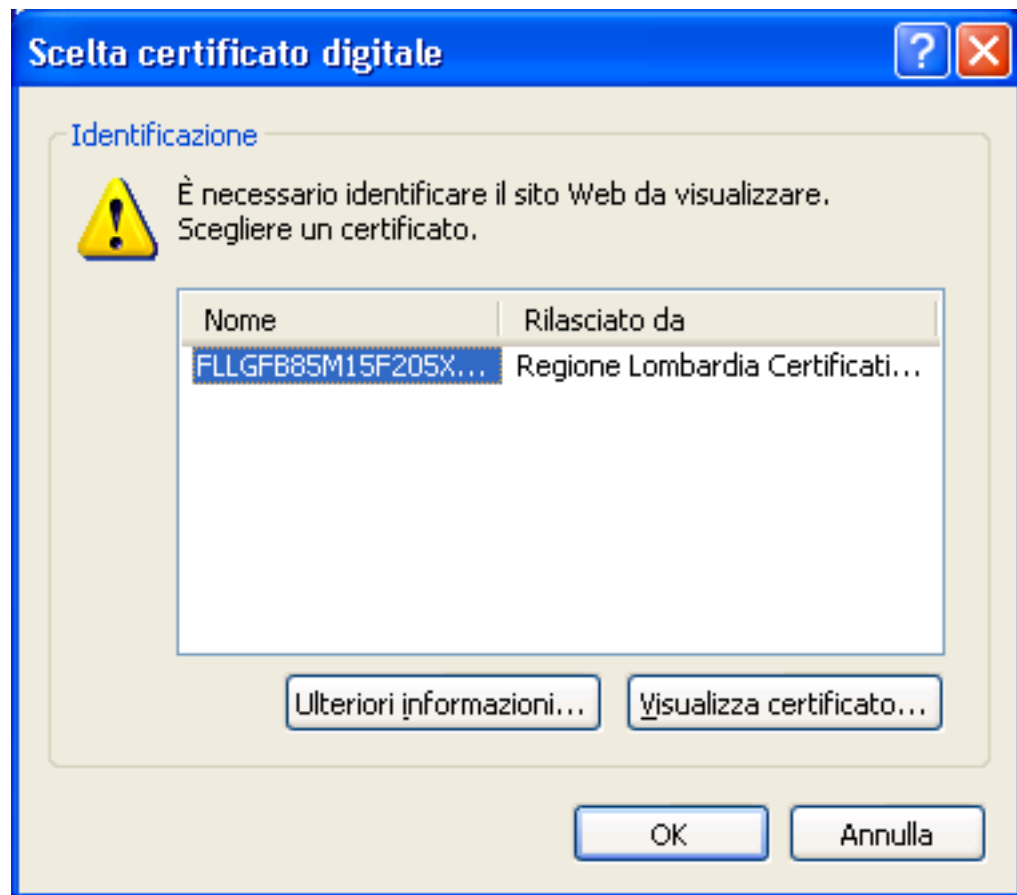 Scelta certificato digitale
?
Identificazione
È necessario identificare il sito Web da visualizzare.
Scegliere un certificato.
Nome Rilasciato da
FLLGFB85M15F205X... Regione Lombardia Certificati...
Ulteriori informazioni... Visualizza certificato...
OK Annulla